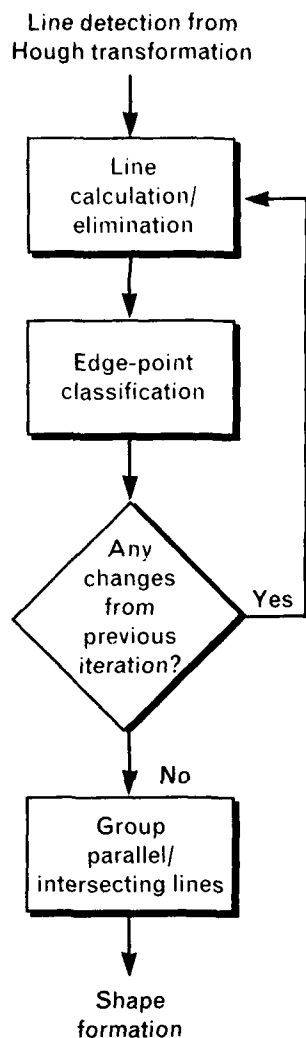 Line detection from
Hough transformation
Line
calculation/
elimination
Edge-point
classification
Any
changes
from
previous
iteration?
Yes
No
Group
parallel/
intersecting lines
Shape
formation